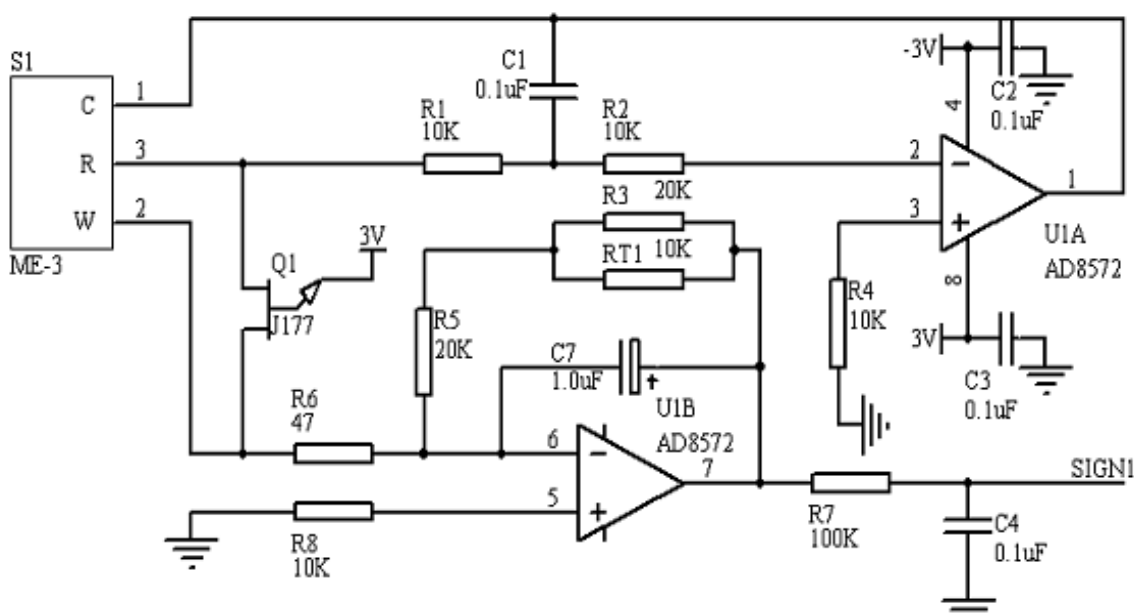 S1
C
1
R
3
W
2
ME-3
C1
0.1uF
R1
10K
R2
10K
-3V
C2
0.1uF
4
2
20K
R3
10K
RT1
3
1
U1A
AD8572
8
R4
10K
3V
C3
0.1uF
3V
Q1
J177
R5
20K
C7
1.0uF
+
U1B
AD8572
R6
47
6
5
7
R8
10K
R7
100K
SIGN1
C4
0.1uF